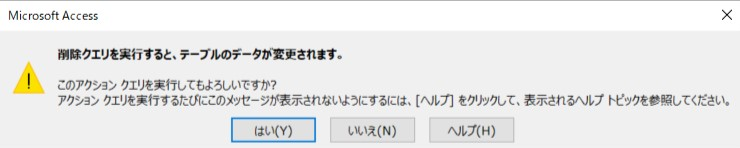 Microsoft Access
削除クエリを実行すると、テーブルのデータが変更されます。
このアクション クエリを実行してもよろしいですか?
アクション クエリを実行するたびにこのメッセージが表示されないようにするには、[ヘルプ] をクリックして、表示されるヘルプ トピックを参照してください。
はい(Y) いいえ(N) ヘルプ(H)